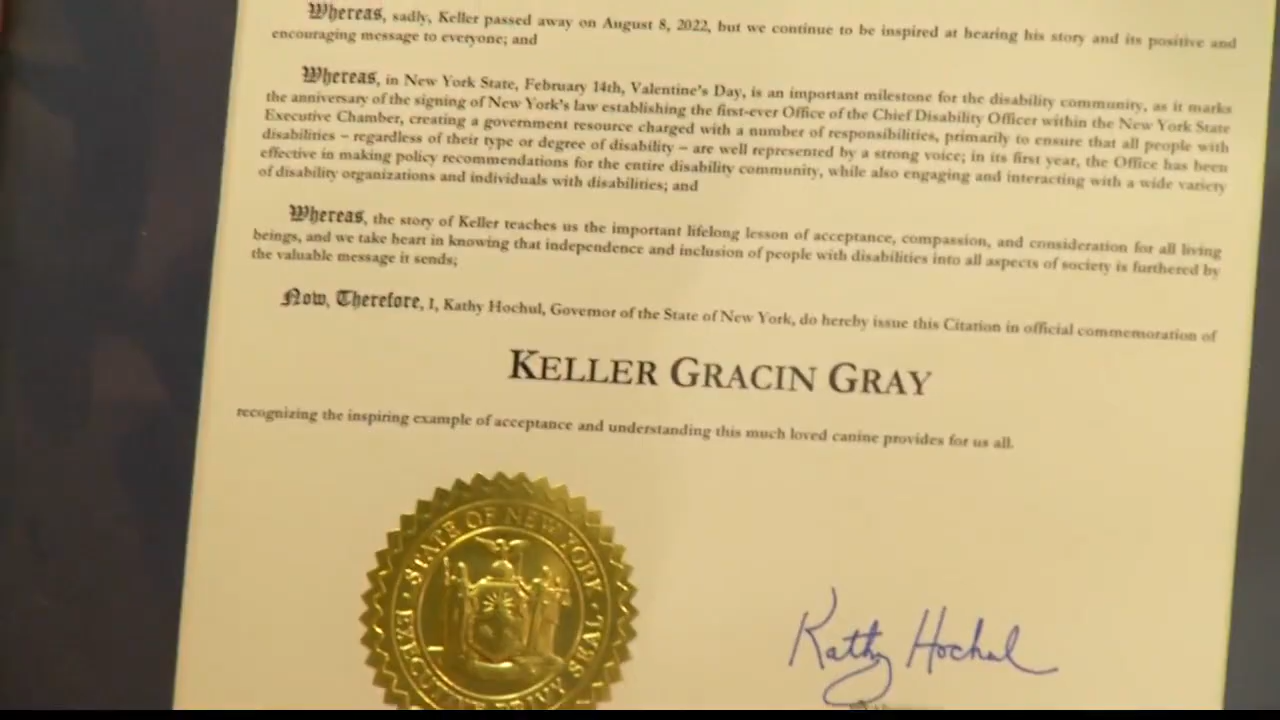 Whereas, sadly, Keller passed away on August 8, 2022, but we continue to be inspired at hearing his story and its positive and
encouraging message to everyone; and
Whereas, in New York State, February 14th, Valentine's Day, is an important milestone for the disability community, as it marks
the anniversary of the signing of New York's law establishing the first-ever Office of the Chief Disability Officer within the New York State
Executive Chamber, creating a government resource charged with a number of responsibilities, primarily to ensure that all people with
disabilities – regardless of their type or degree of disability – are well represented by a strong voice; in its first year, the Office has been
effective in making policy recommendations for the entire disability community, while also engaging and interacting with a wide variety
of disability organizations and individuals with disabilities; and
Whereas, the story of Keller teaches us the important lifelong lesson of acceptance, compassion, and consideration for all living
beings, and we take heart in knowing that independence and inclusion of people with disabilities into all aspects of society is furthered by
the valuable message it sends;
Now, Therefore, I, Kathy Hochul, Governor of the State of New York, do hereby issue this Citation in official commemoration of
KELLER GRACIN GRAY
recognizing the inspiring example of acceptance and understanding this much loved canine provides for us all.
STATE OF NEW YORK
EXECUTIVE PRIVY SEAL
Kathy Hochul